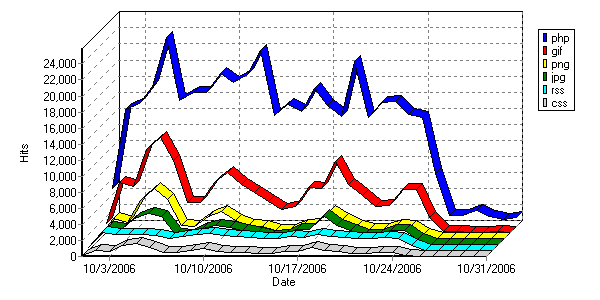 24,000
22,000
20,000
18,000
16,000
14,000
12,000
10,000
8,000
6,000
4,000
2,000
0
Hits
10/3/2006 10/10/2006 10/17/2006 10/24/2006 10/31/2006
Date
php
gif
png
jpg
rss
css